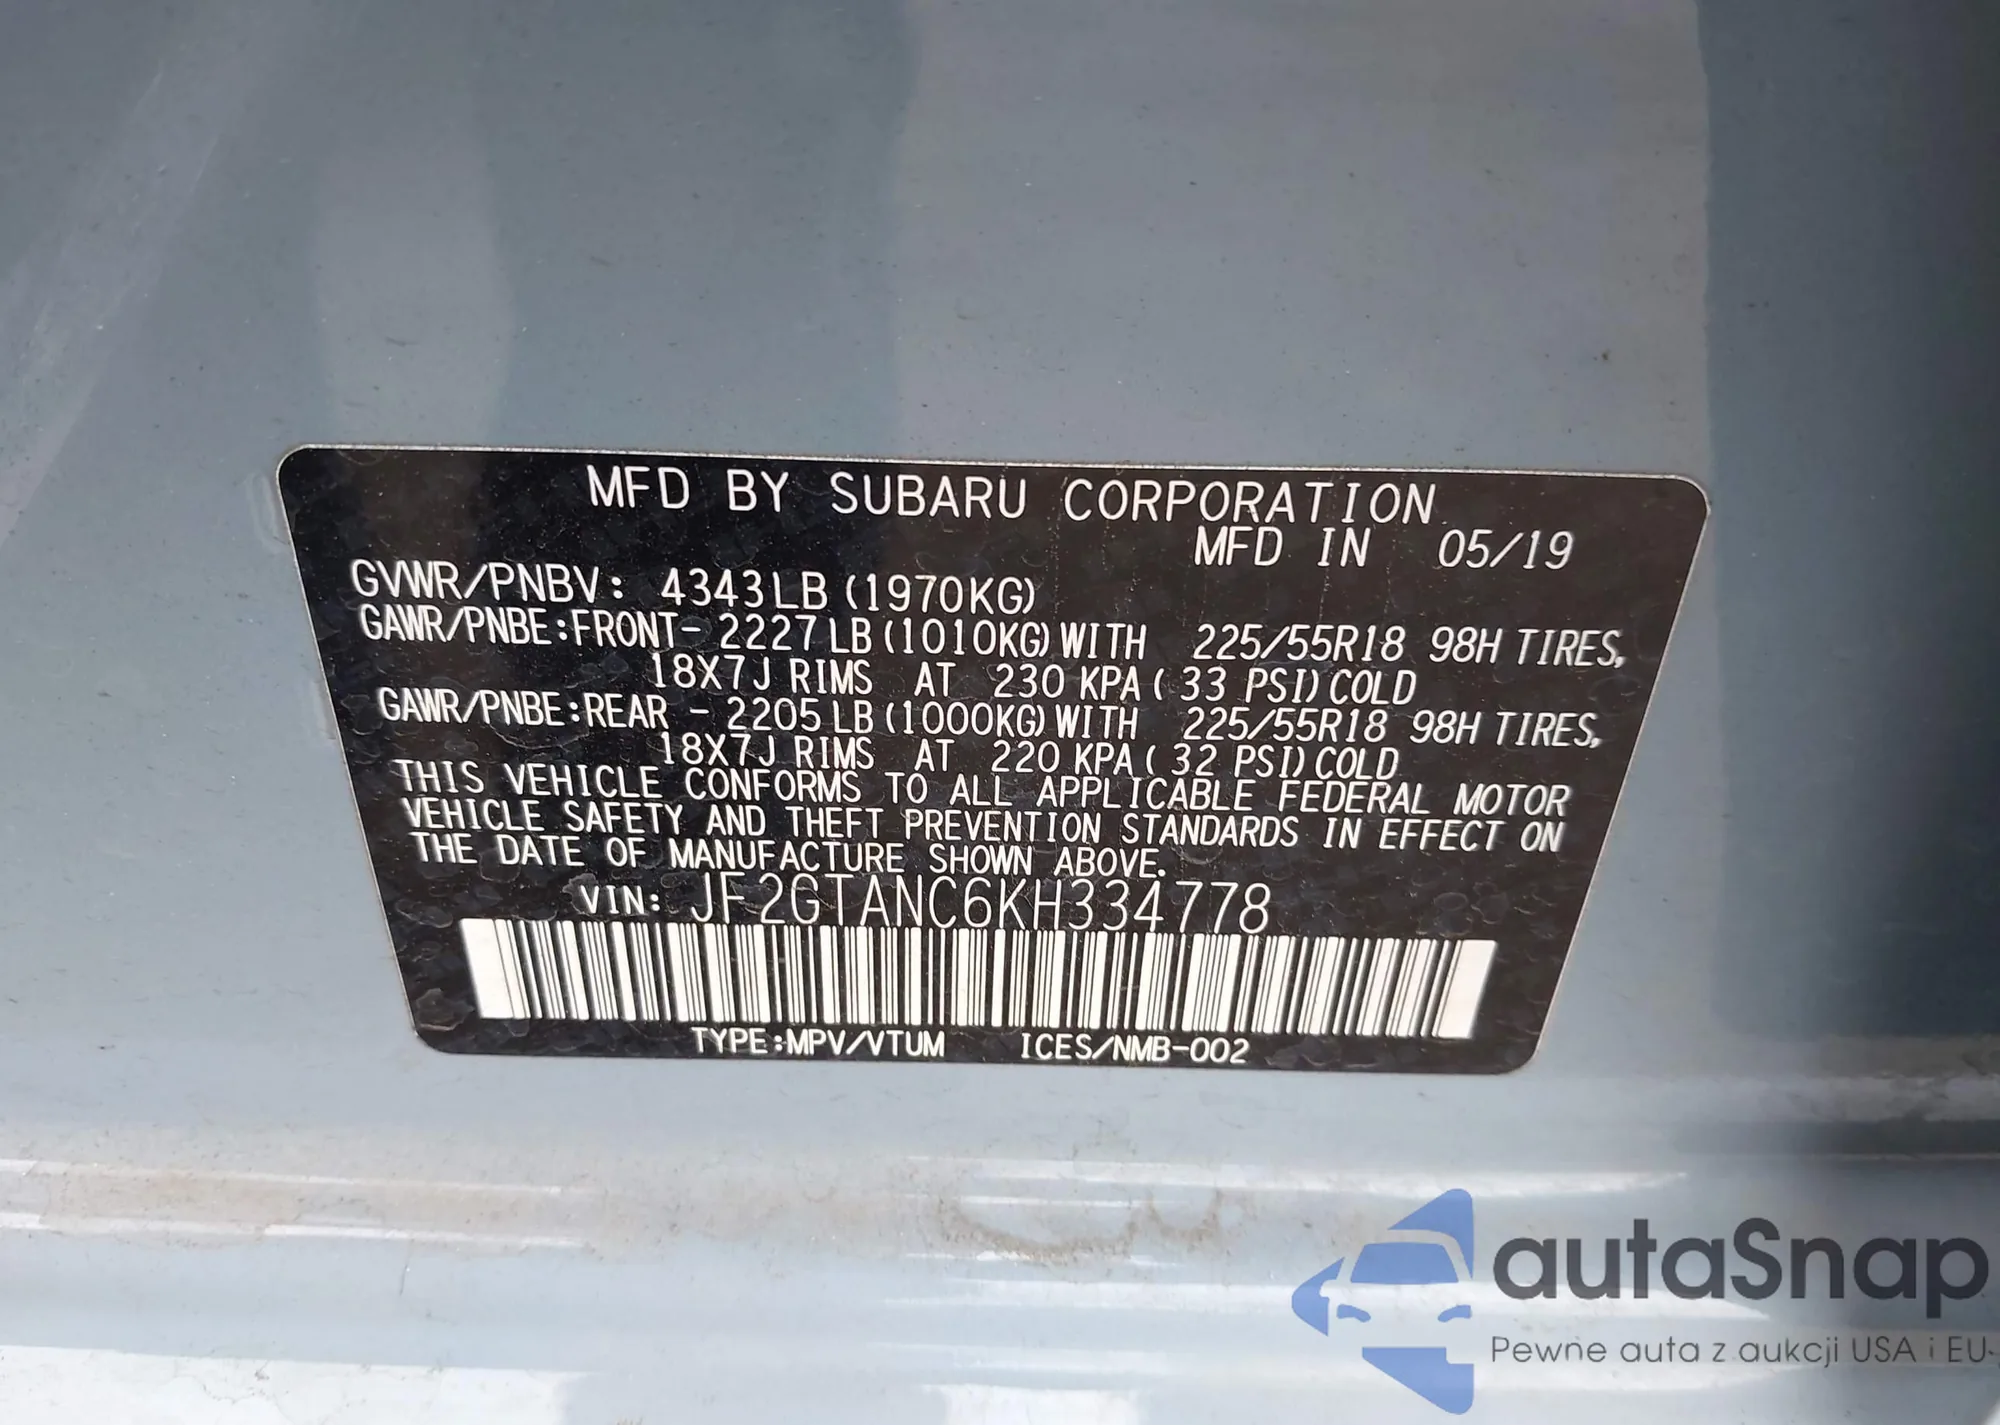 MFD BY SUBARU CORPORATION
MFD IN 05/19
GVWR/PNBV: 4343LB (1970KG)
GAWR/PNBE:FRONT- 2227LB (1010KG) WITH 225/55R18 98H TIRES,
18X7J RIMS AT 230 KPA ( 33 PSI) COLD
GAWR/PNBE:REAR - 2205LB (1000KG) WITH 225/55R18 98H TIRES,
18X7J RIMS AT 220 KPA ( 32 PSI) COLD
THIS VEHICLE CONFORMS TO ALL APPLICABLE FEDERAL MOTOR
VEHICLE SAFETY AND THEFT PREVENTION STANDARDS IN EFFECT ON
THE DATE OF MANUFACTURE SHOWN ABOVE.
VIN: JF2GTANC6KH334778
TYPE:MPV/VTUM ICES/NMB-002
autaSnap
Pewne auta z aukcji USA i EU